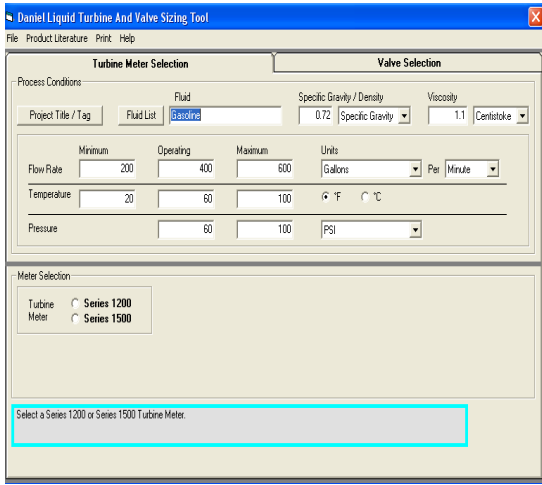 Daniel Liquid Turbine And Valve Sizing Tool
File Product Literature Print Help
Turbine Meter Selection Valve Selection
Process Conditions
Fluid Specific Gravity / Density Viscosity
Project Title / Tag Fluid List Gasoline 0.72 Specific Gravity 1.1 Centistoke
Minimum Operating Maximum Units
Flow Rate 200 400 600 Gallons Per Minute
Temperature 20 60 100 °F °C
Pressure 60 100 PSI
Meter Selection
Turbine Meter
Series 1200
Series 1500
Select a Series 1200 or Series 1500 Turbine Meter.